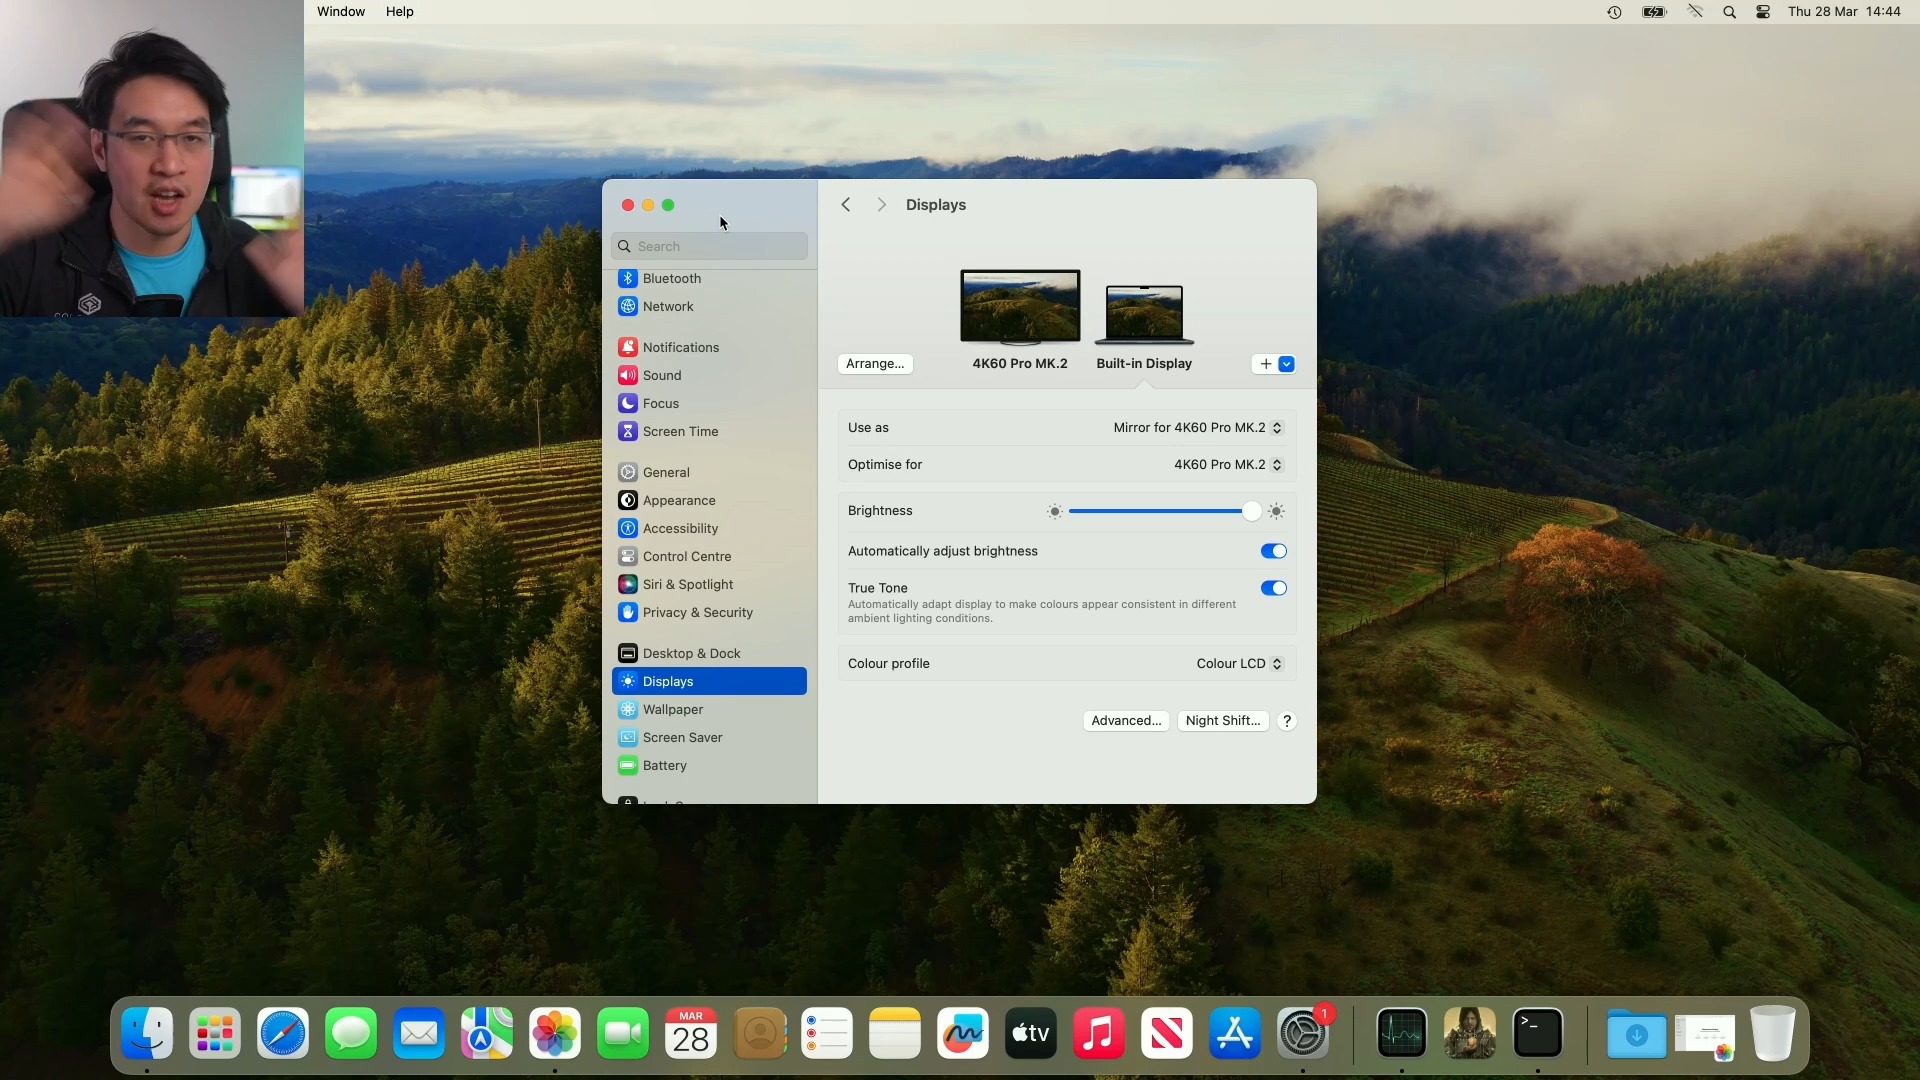 Window Help
Thu 28 Mar 14:44
Displays
Search
Bluetooth
Network
Notifications
Sound
Focus
Screen Time
General
Appearance
Accessibility
Control Centre
Siri & Spotlight
Privacy & Security
Desktop & Dock
Displays
Wallpaper
Screen Saver
Battery
Arrange...
4K60 Pro MK.2
Built-in Display
Use as
Mirror for 4K60 Pro MK.2
Optimise for
4K60 Pro MK.2
Brightness
Automatically adjust brightness
True Tone
Automatically adapt display to make colours appear consistent in different
ambient lighting conditions.
Colour profile
Colour LCD
Advanced...
Night Shift...
?
MAR
28
tv
1
>_